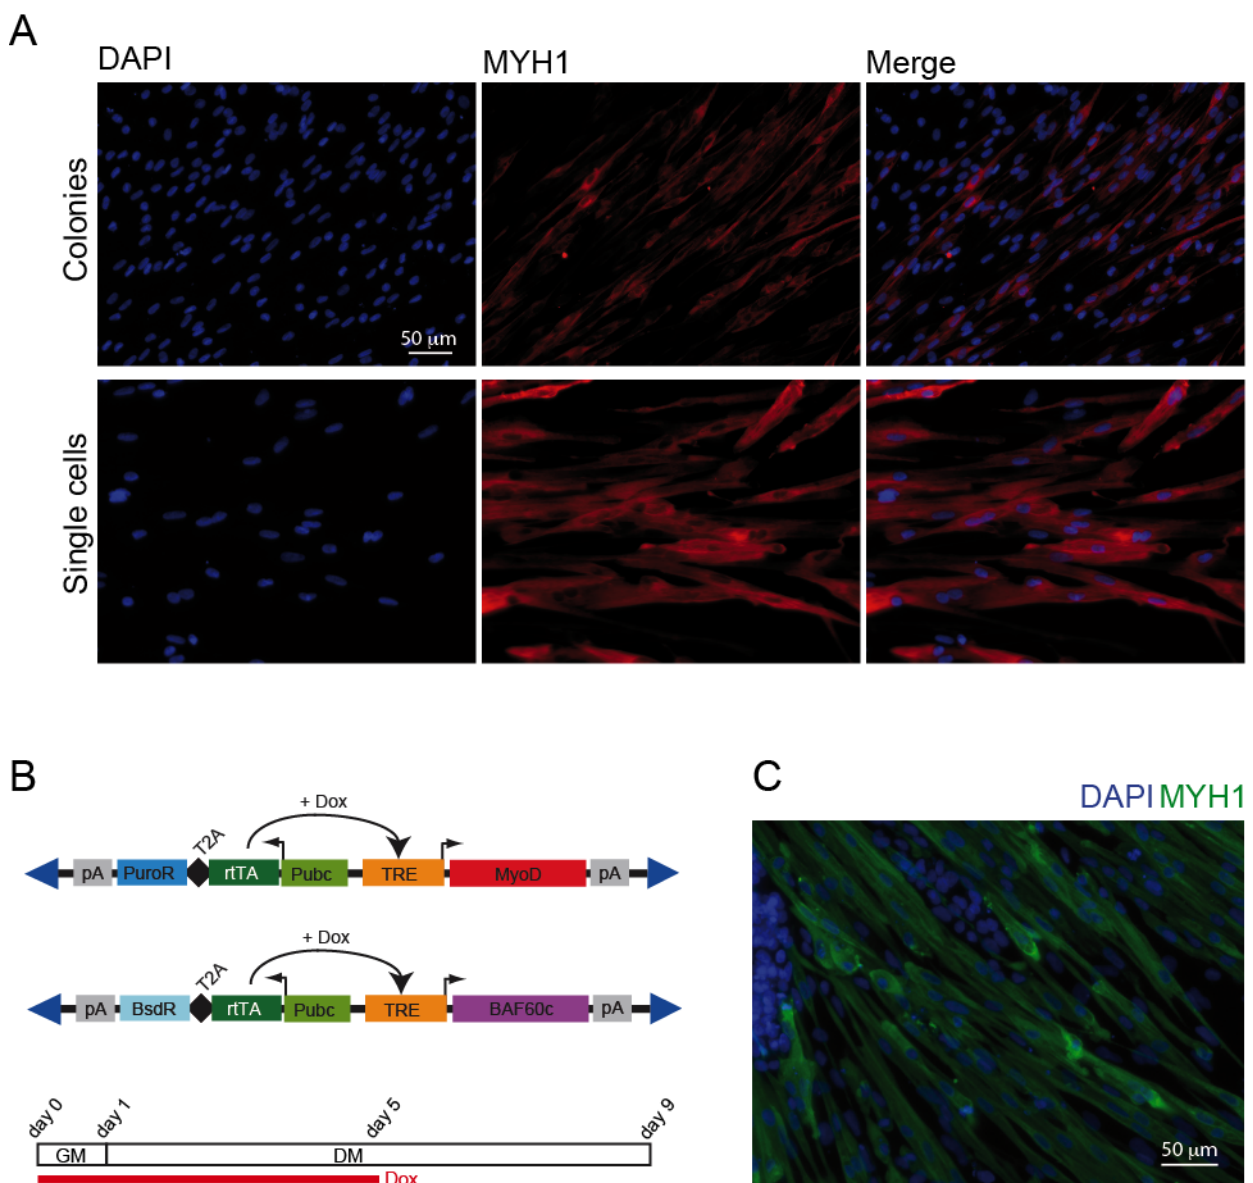 A
DAPI
MYH1
Merge
Colonies
50 µm
Single cells
B
+ Dox
T2A
pA PuroR rtTA Pubc TRE MyoD pA
+ Dox
T2A
pA BsdR rtTA Pubc TRE BAF60c pA
day 0 day 1 day 5 day 9
GM DM
Dox
C
DAPI MYH1
50 µm